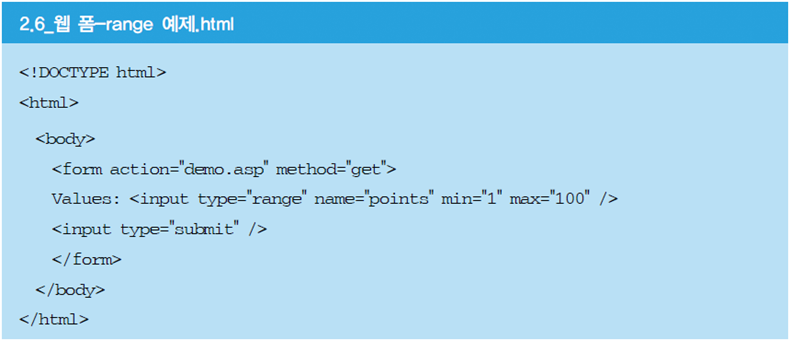 2.6_웹 폼-range 예제.html
<!DOCTYPE html>
<html>
<body>
<form action="demo.asp" method="get">
Values: <input type="range" name="points" min="1" max="100" />
<input type="submit" />
</form>
</body>
</html>